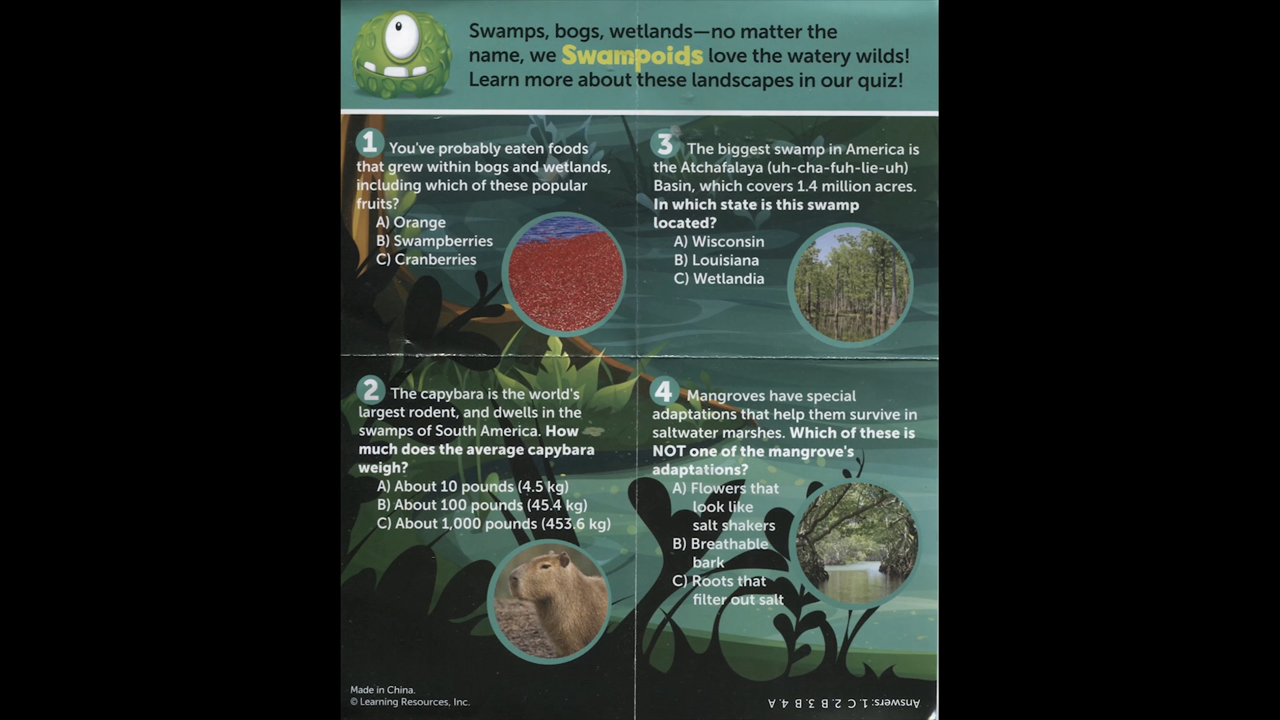 Swamps, bogs, wetlands—no matter the
name, we Swampoids love the watery wilds!
Learn more about these landscapes in our quiz!
1 You've probably eaten foods
that grew within bogs and wetlands,
including which of these popular
fruits?
A) Orange
B) Swampberries
C) Cranberries
2 The capybara is the world's
largest rodent, and dwells in the
swamps of South America. How
much does the average capybara
weigh?
A) About 10 pounds (4.5 kg)
B) About 100 pounds (45.4 kg)
C) About 1,000 pounds (453.6 kg)
3 The biggest swamp in America is
the Atchafalaya (uh-cha-fuh-lie-uh)
Basin, which covers 1.4 million acres.
In which state is this swamp
located?
A) Wisconsin
B) Louisiana
C) Wetlandia
4 Mangroves have special
adaptations that help them survive in
saltwater marshes. Which of these is
NOT one of the mangrove's
adaptations?
A) Flowers that
look like
salt shakers
B) Breathable
bark
C) Roots that
filter out salt
Made in China.
© Learning Resources, Inc.
Answers: 1. C 2. B 3. B 4. A